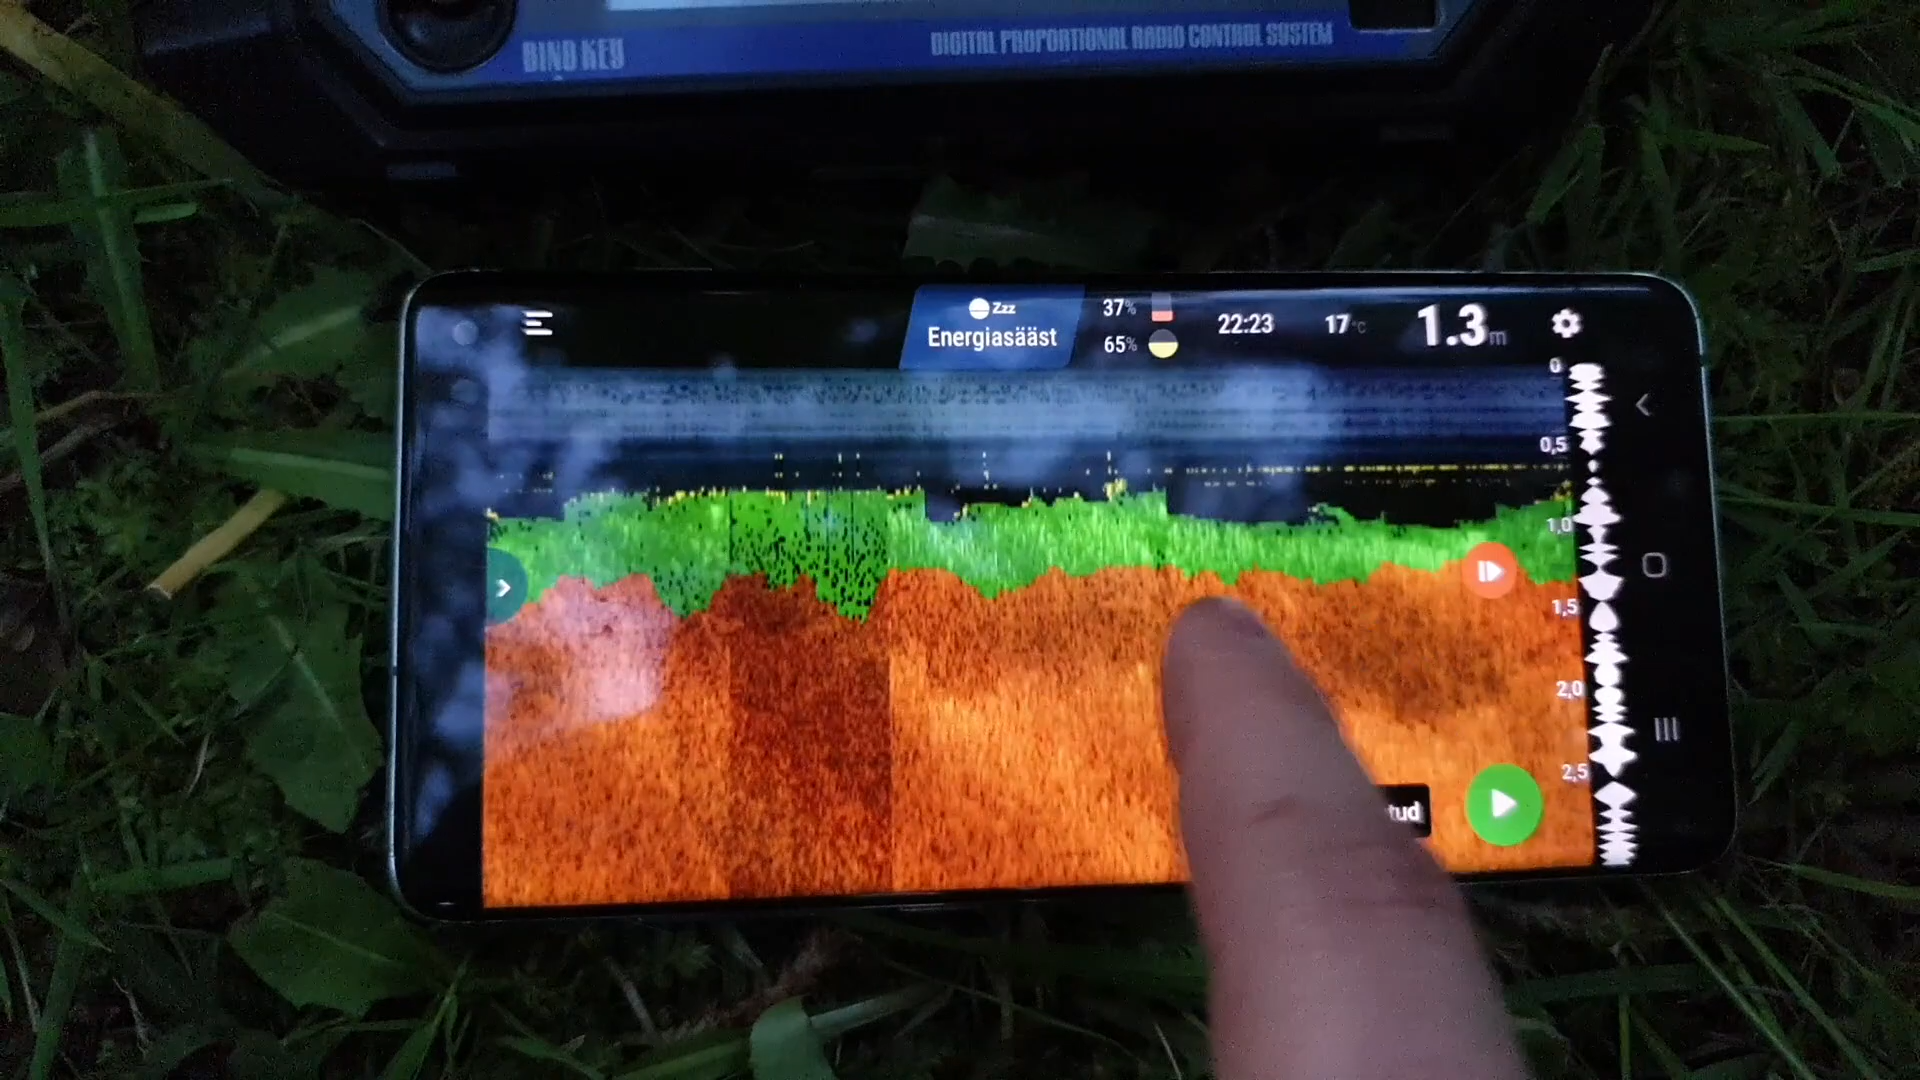 BIND KEY
DIGITAL PROPORTIONAL RADIO CONTROL SYSTEM
Zzz
Energiasääst
37%
65%
22:23
17°C
1.3m
0
0,5
1,0
1,5
2,0
2,5
tud